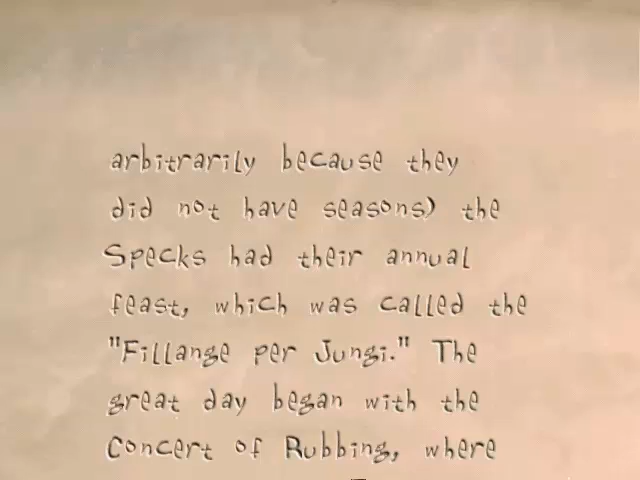 arbitrarily because they
did not have seasons) the
Specks had their annual
feast, which was called the
"Fillange per Jungi." The
great day began with the
Concert of Rubbing, where